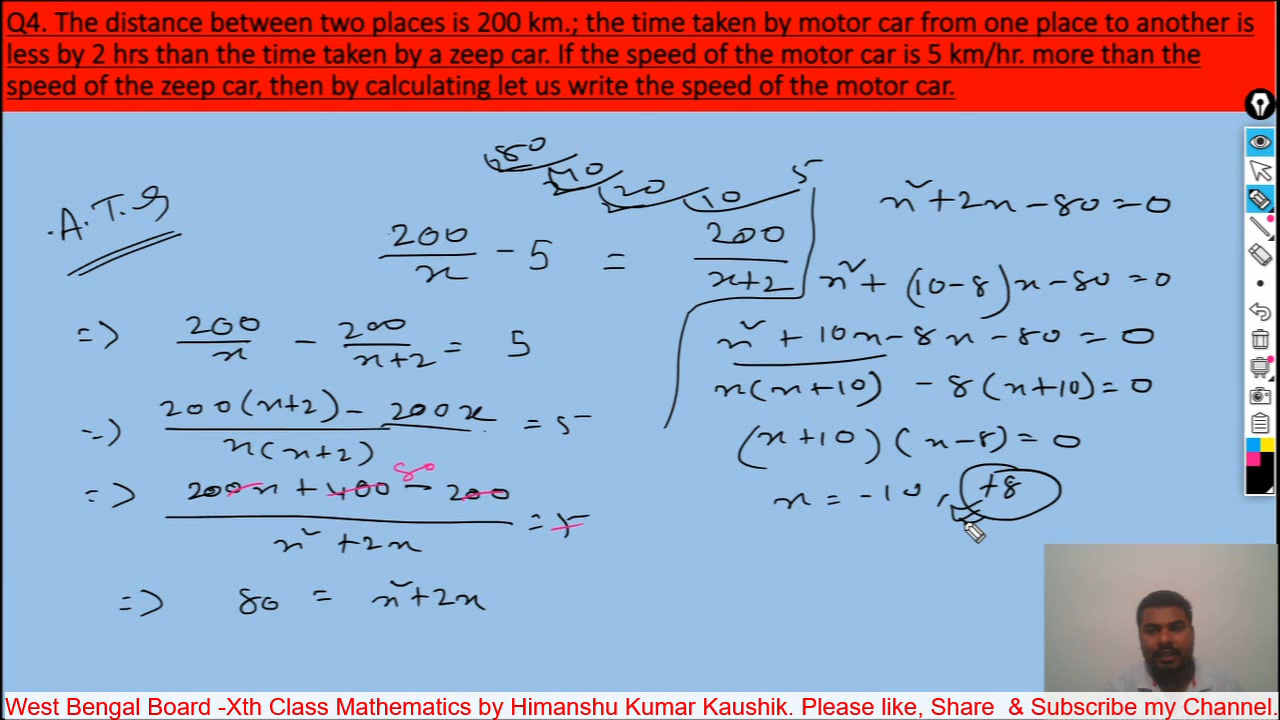 Q4. The distance between two places is 200 km.; the time taken by motor car from one place to another is
less by 2 hrs than the time taken by a zeep car. If the speed of the motor car is 5 km/hr. more than the
speed of the zeep car, then by calculating let us write the speed of the motor car.
80 40 20 10 5
A.T.Q
200/x - 5 = 200/(x+2)
=> 200/x - 200/(x+2) = 5
=> (200(x+2) - 200x)/(x(x+2)) = 5
80
=> (200x + 400 - 200)/(x²+2x) = 5
=> 80 = x²+2x
x²+2x-80=0
x²+(10-8)x-80=0
x²+10x-8x-80=0
x(x+10) -8(x+10)=0
(x+10)(x-8)=0
x=-10, +8
West Bengal Board -Xth Class Mathematics by Himanshu Kumar Kaushik. Please like, Share & Subscribe my Channel.